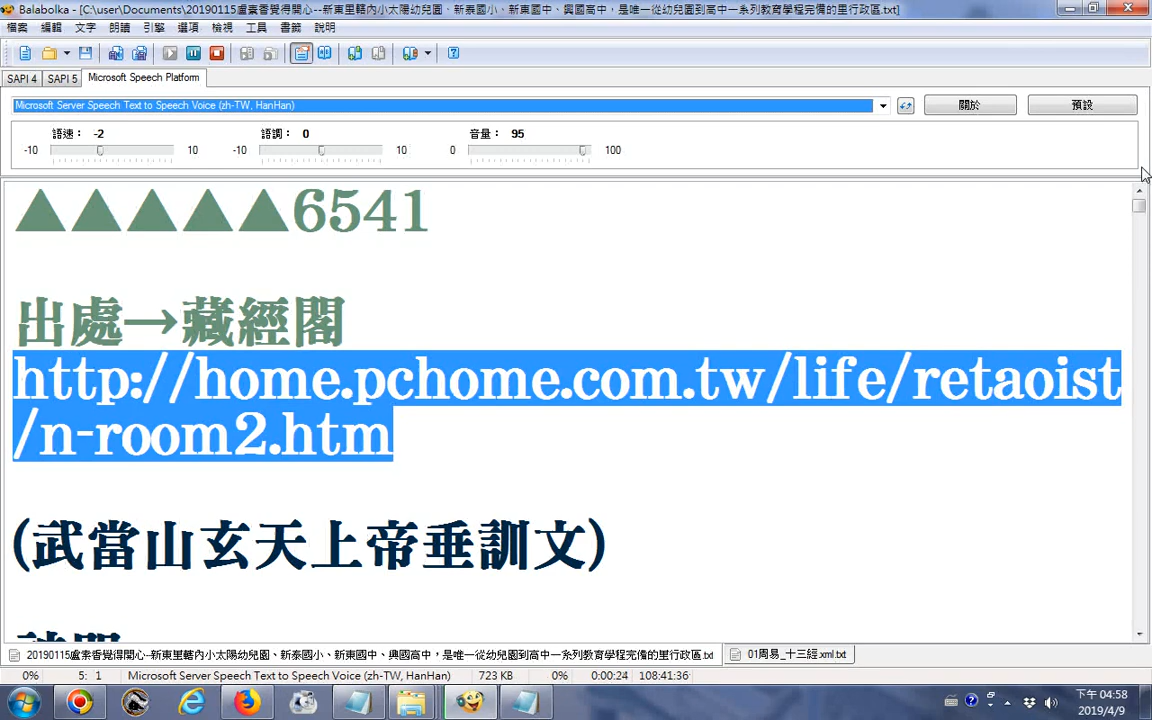 Balabolka - [C:\user\Documents\20190115盧素香覺得開心--新東里轄內小太陽幼兒園、新泰國小、新東國中、興國高中，是唯一從幼兒園到高中一系列教育學程完備的里行政區.txt]
檔案 編輯 文字 朗讀 引擎 選項 檢視 工具 書籤 說明
SAPI 4 SAPI 5 Microsoft Speech Platform
Microsoft Server Speech Text to Speech Voice (zh-TW, HanHan) 關於 預設
語速： -2 語調： 0 音量： 95
-10 10 -10 10 0 100
▲▲▲▲▲6541
出處→藏經閣
http://home.pchome.com.tw/life/retaoist
/n-room2.htm
(武當山玄天上帝垂訓文)
20190115盧素香覺得開心--新東里轄內小太陽幼兒園、新泰國小、新東國中、興國高中，是唯一從幼兒園到高中一系列教育學程完備的里行政區.txt 01周易_十三經.xml.txt
0% 5: 1 Microsoft Server Speech Text to Speech Voice (zh-TW, HanHan) 723 KB 0% 0:00:24 108:41:36
下午 04:58
2019/4/9